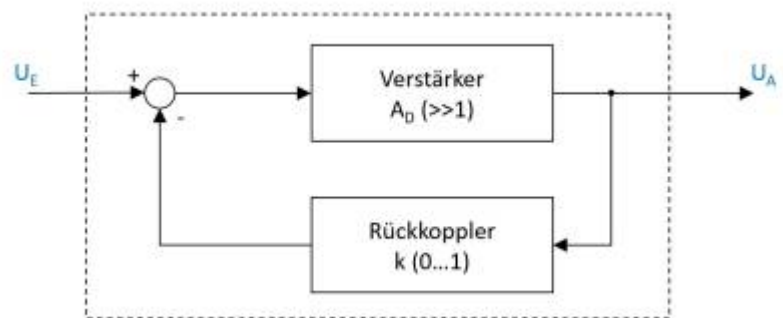 U_E
+
-
Verstärker
A_D (>>1)
U_A
Rückkoppler
k (0...1)